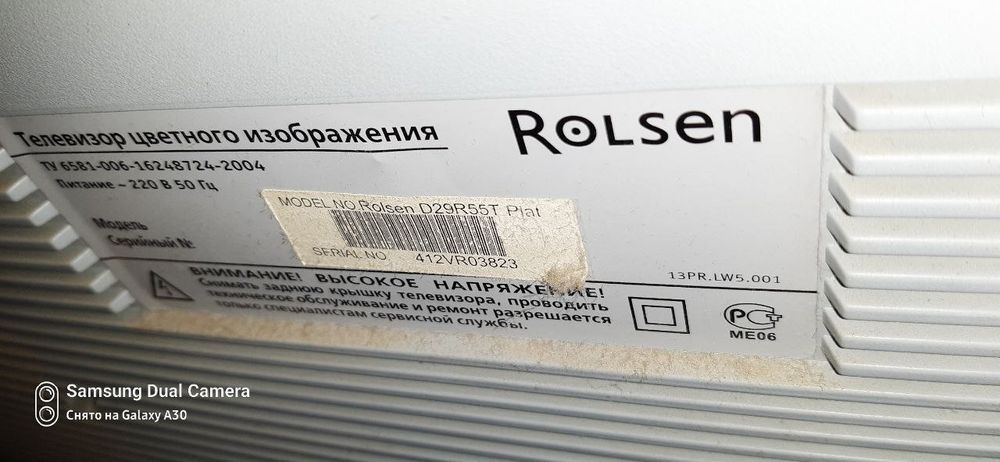 Телевизор цветного изображения
ROLSEN
ТУ 6581-006-16248724-2004
Питание ~ 220 В 50 Гц
MODEL NO. Rolsen D29R55T Plat
Модель
Серийный №
SERIAL NO 412VR03823
13PR.LW5.001
ВНИМАНИЕ! ВЫСОКОЕ НАПРЯЖЕНИЕ!
Снимать заднюю крышку телевизора, проводить
техническое обслуживание и ремонт разрешается
только специалистам сервисной службы.
РСТ
МЕ06
Samsung Dual Camera
Снято на Galaxy A30